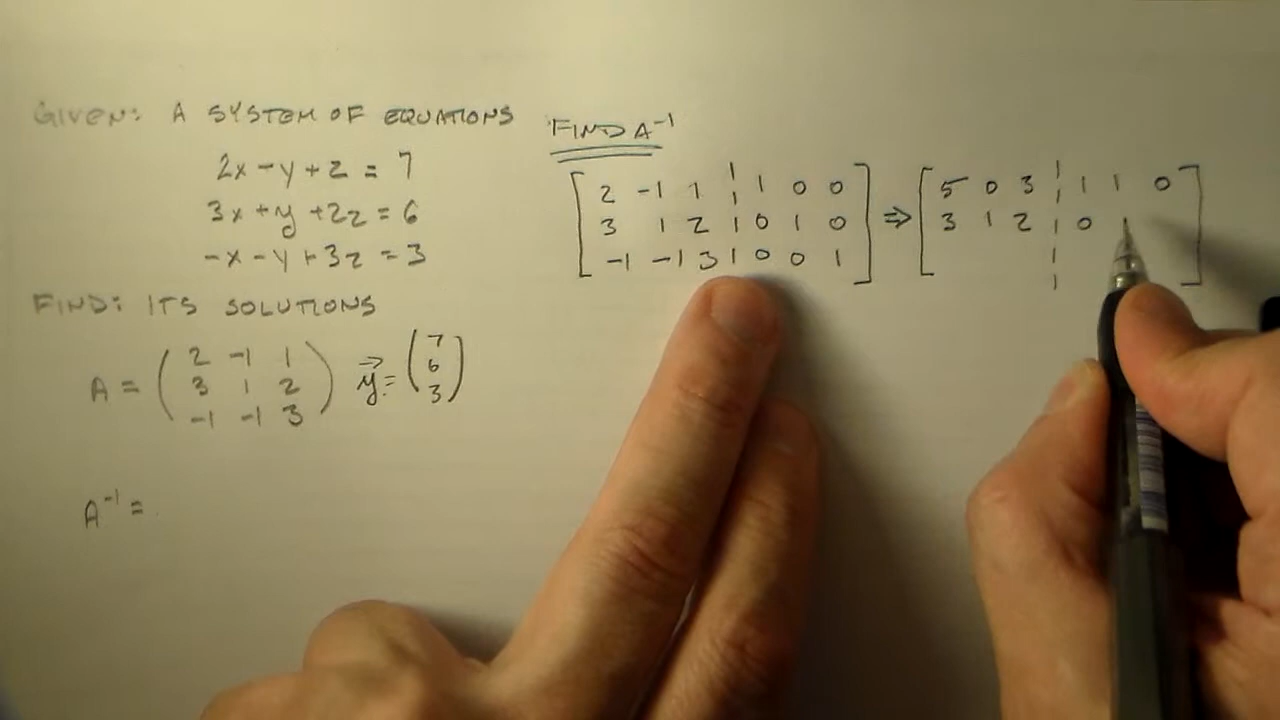 GIVEN: A SYSTEM OF EQUATIONS
2x - y + z = 7
3x + y + 2z = 6
-x - y + 3z = 3
FIND: ITS SOLUTIONS
A = ( 2 -1 1 ) y⃗ = ( 7 )
3 1 2 6
-1 -1 3 3
A⁻¹ =
FIND A⁻¹
[ 2 -1 1 | 1 0 0 ] ⇒ [ 5 0 3 | 1 1 0 ]
3 1 2 | 0 1 0 3 1 2 | 0 1
-1 -1 3 | 0 0 1